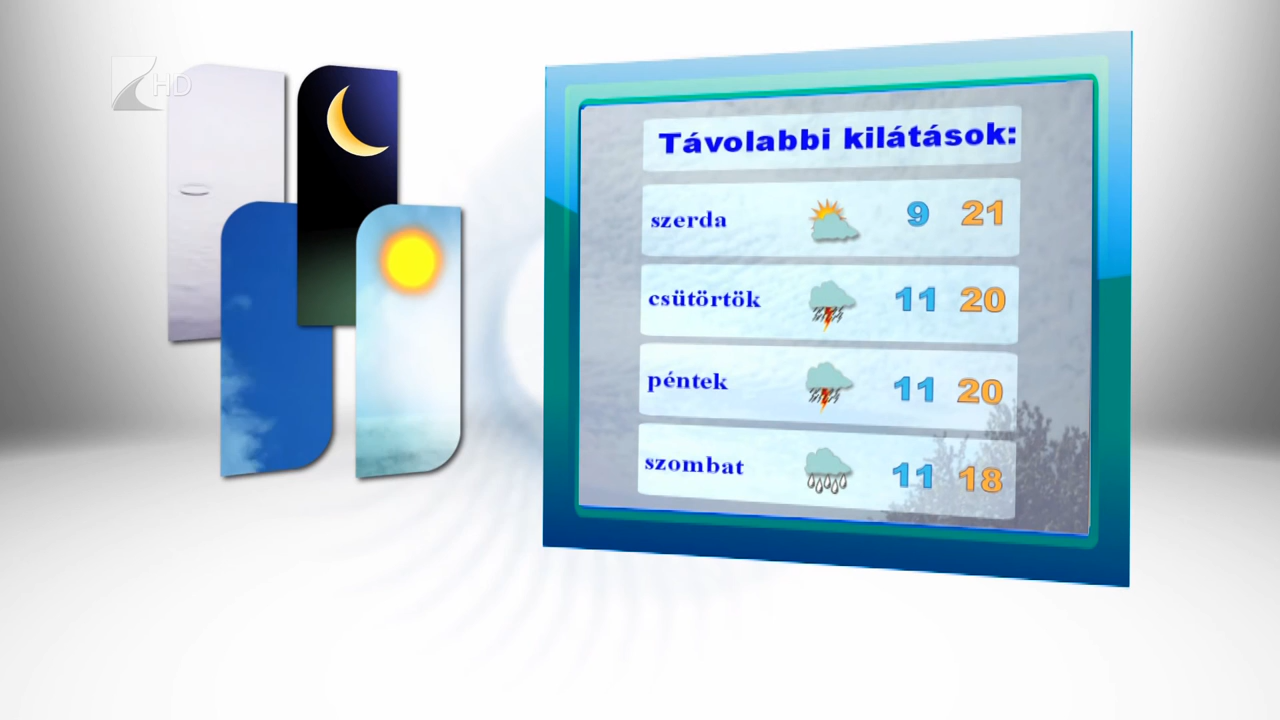 HD
Távolabbi kilátások:
szerda 9 21
csütörtök 11 20
péntek 11 20
szombat 11 18